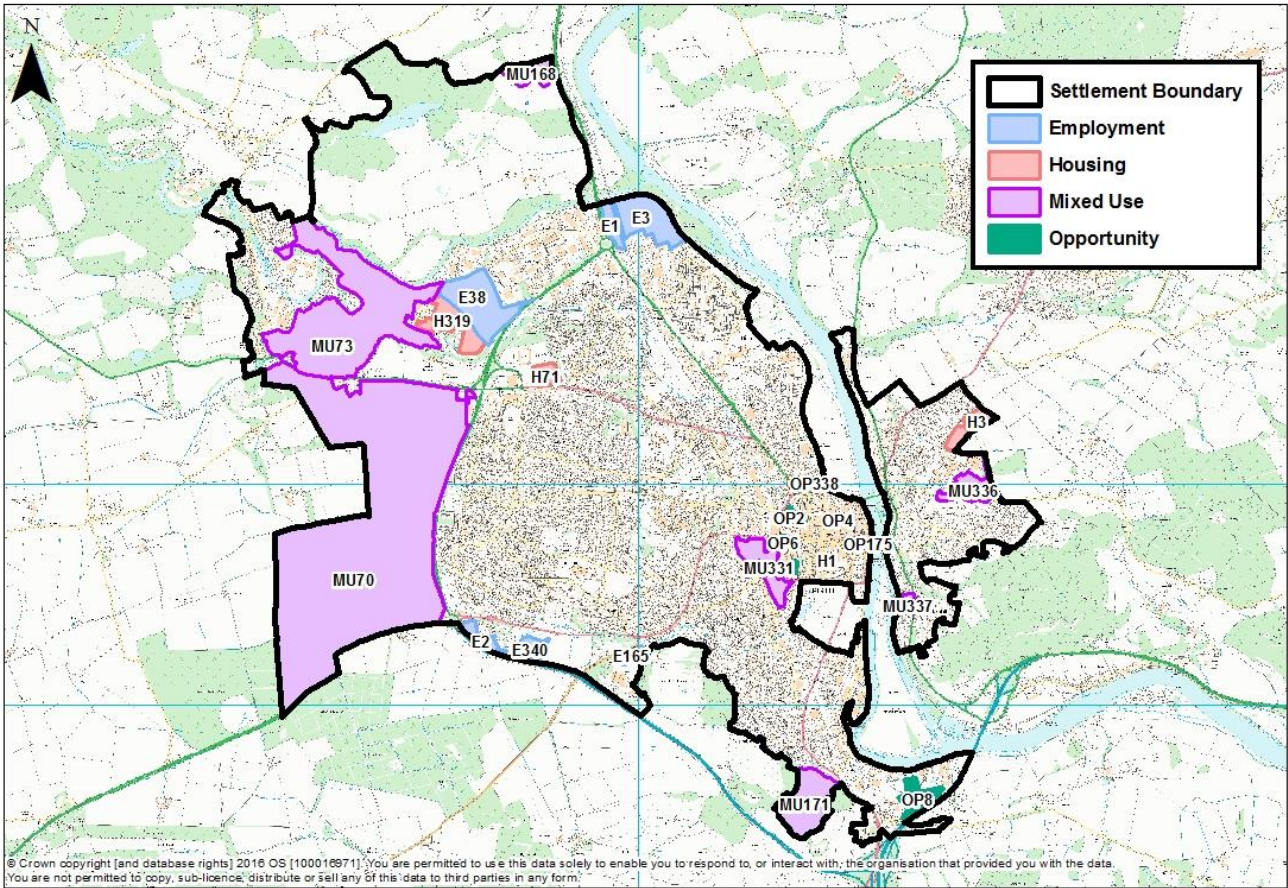 N
MU168
Settlement Boundary
Employment
Housing
Mixed Use
Opportunity
E1
E3
E38
H319
MU73
H71
H3
OP338
MU336
OP2
OP4
OP6
OP175
H1
MU331
MU70
MU337
E2
E340
E165
MU171
OP8
© Crown copyright [and database rights] 2016 OS [100016971]. You are permitted to use this data solely to enable you to respond to, or interact with, the organisation that provided you with the data.
You are not permitted to copy, sub-licence, distribute or sell any of this data to third parties in any form.